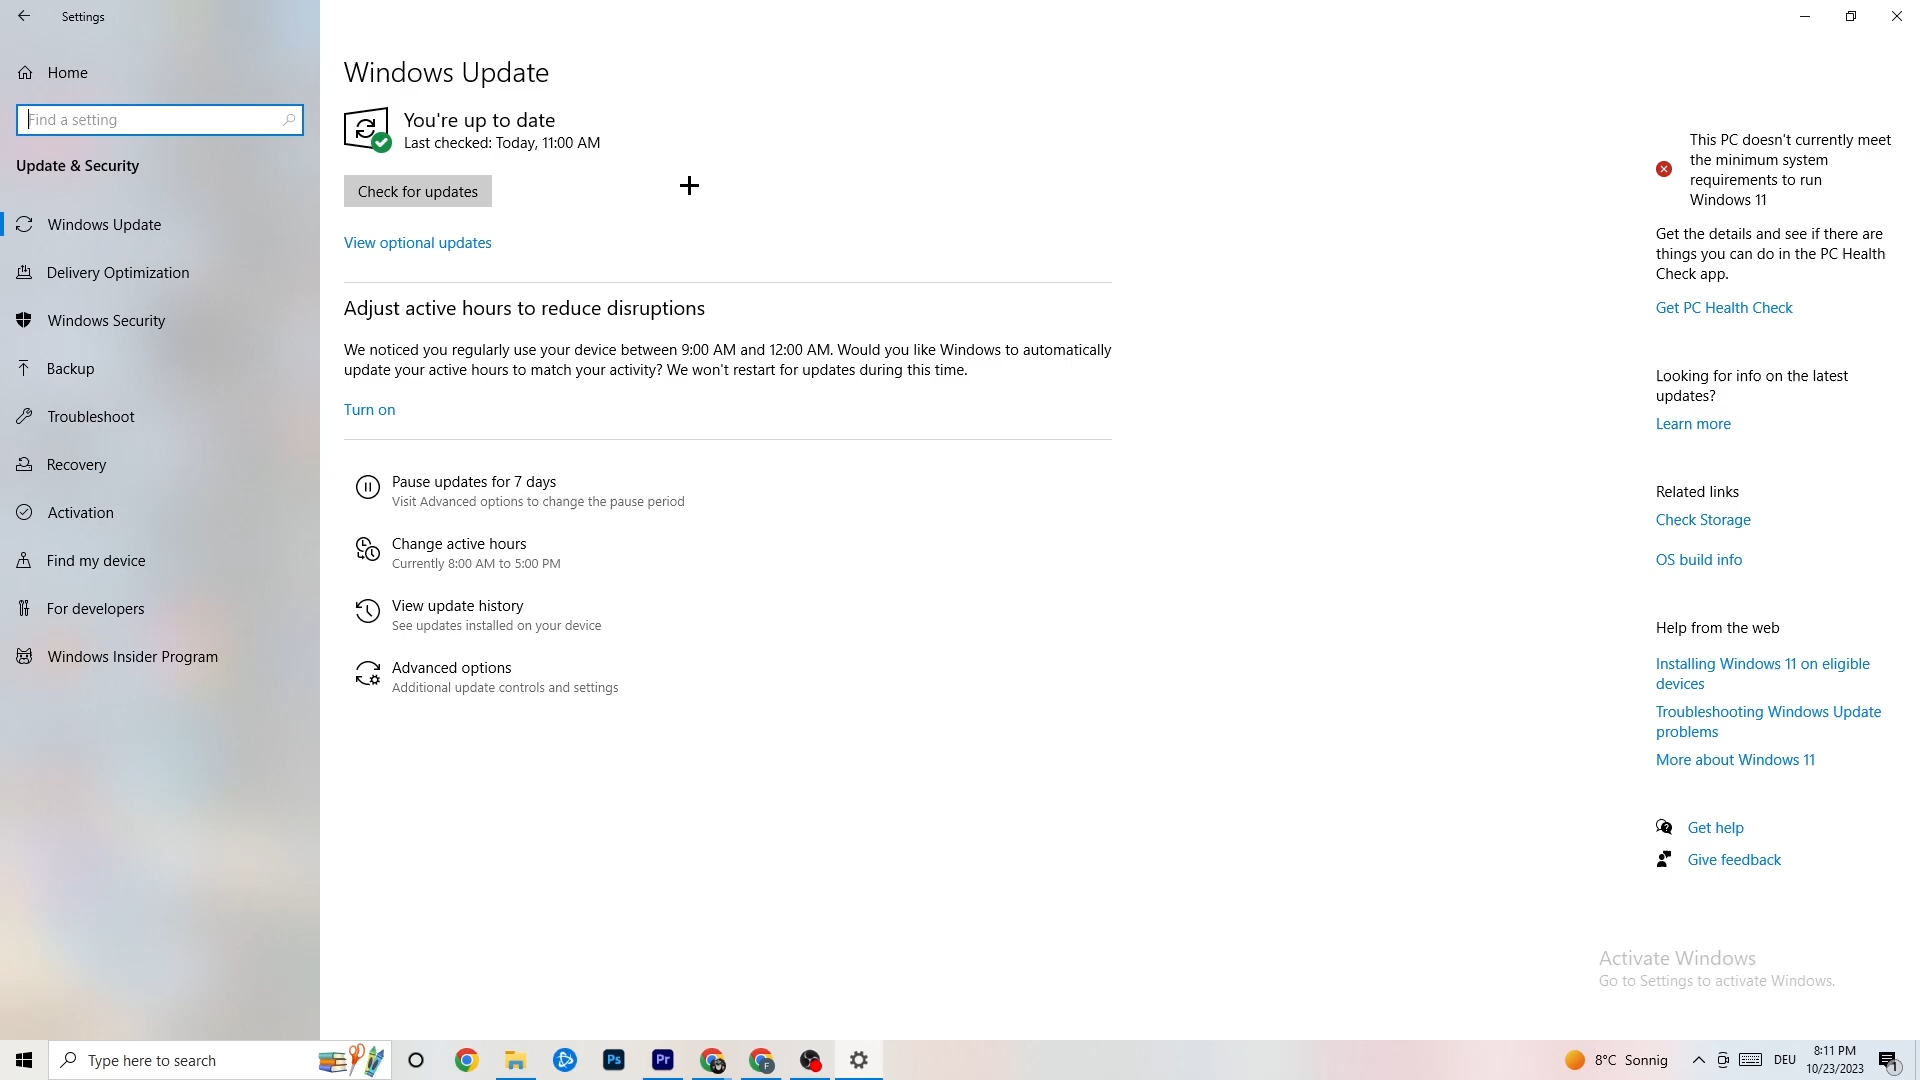 Settings
Home
Find a setting
Update & Security
Windows Update
Delivery Optimization
Windows Security
Backup
Troubleshoot
Recovery
Activation
Find my device
For developers
Windows Insider Program
Windows Update
You're up to date
Last checked: Today, 11:00 AM
Check for updates
View optional updates
Adjust active hours to reduce disruptions
We noticed you regularly use your device between 9:00 AM and 12:00 AM. Would you like Windows to automatically
update your active hours to match your activity? We won't restart for updates during this time.
Turn on
Pause updates for 7 days
Visit Advanced options to change the pause period
Change active hours
Currently 8:00 AM to 5:00 PM
View update history
See updates installed on your device
Advanced options
Additional update controls and settings
This PC doesn't currently meet
the minimum system
requirements to run
Windows 11
Get the details and see if there are
things you can do in the PC Health
Check app.
Get PC Health Check
Looking for info on the latest
updates?
Learn more
Related links
Check Storage
OS build info
Help from the web
Installing Windows 11 on eligible
devices
Troubleshooting Windows Update
problems
More about Windows 11
Get help
Give feedback
Activate Windows
Go to Settings to activate Windows.
Type here to search
Ps
Pr
F
8°C Sonnig
DEU
8:11 PM
10/23/2023
1